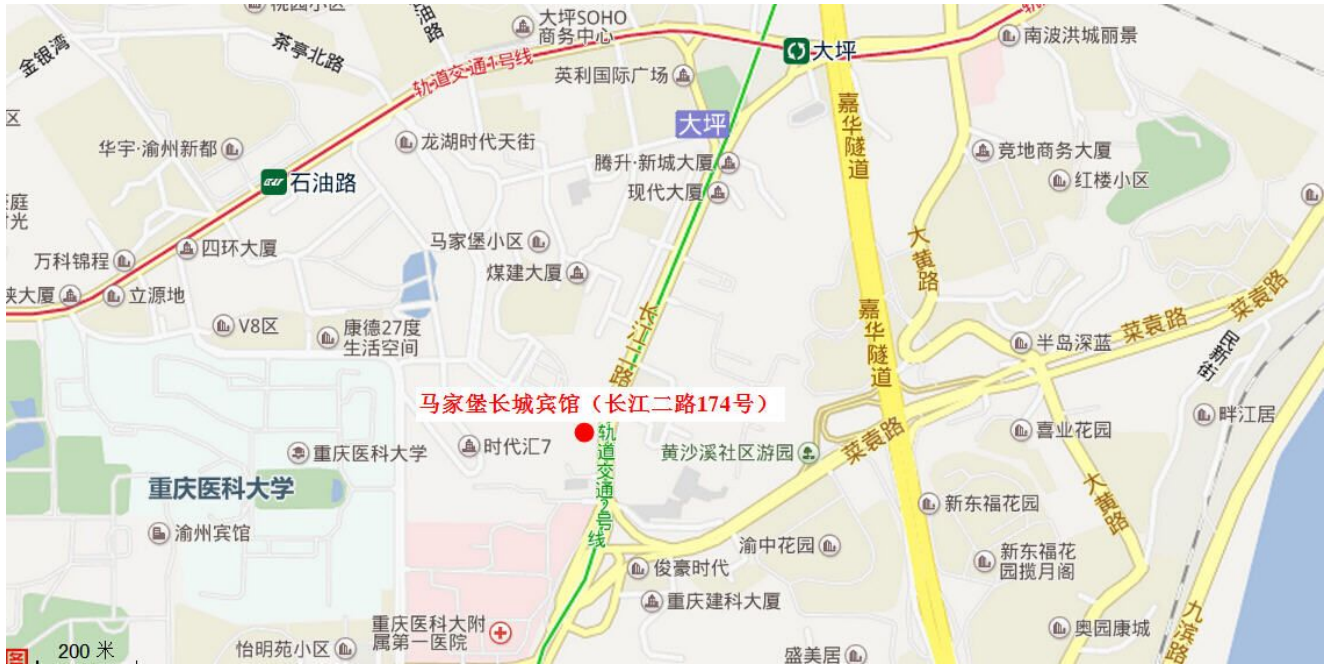 桃园小区
石油路
大坪SOHO
商务中心
南波洪城丽景
金银湾
茶亭北路
轨道交通1号线
英利国际广场
大坪
区
华宇·渝州新都
龙湖时代天街
大坪
嘉华隧道
腾升·新城大厦
竞地商务大厦
石油路
现代大厦
红楼小区
庭
时光
四环大厦
马家堡小区
万科锦程
煤建大厦
大黄路
菜袁路
侠大厦
立源地
长江二路
嘉华隧道
菜袁路
V8区
康德27度
生活空间
半岛深蓝
民新街
马家堡长城宾馆（长江二路174号）
畔江居
重庆医科大学
时代汇7
轨道交通2号线
黄沙溪社区游园
菜袁路
喜业花园
重庆医科大学
大黄路
新东福花园
渝州宾馆
渝中花园
新东福花
园揽月阁
俊豪时代
重庆建科大厦
重庆医科大学附
属第一医院
奥园康城
九滨路
怡明苑小区
盛美居
200 米